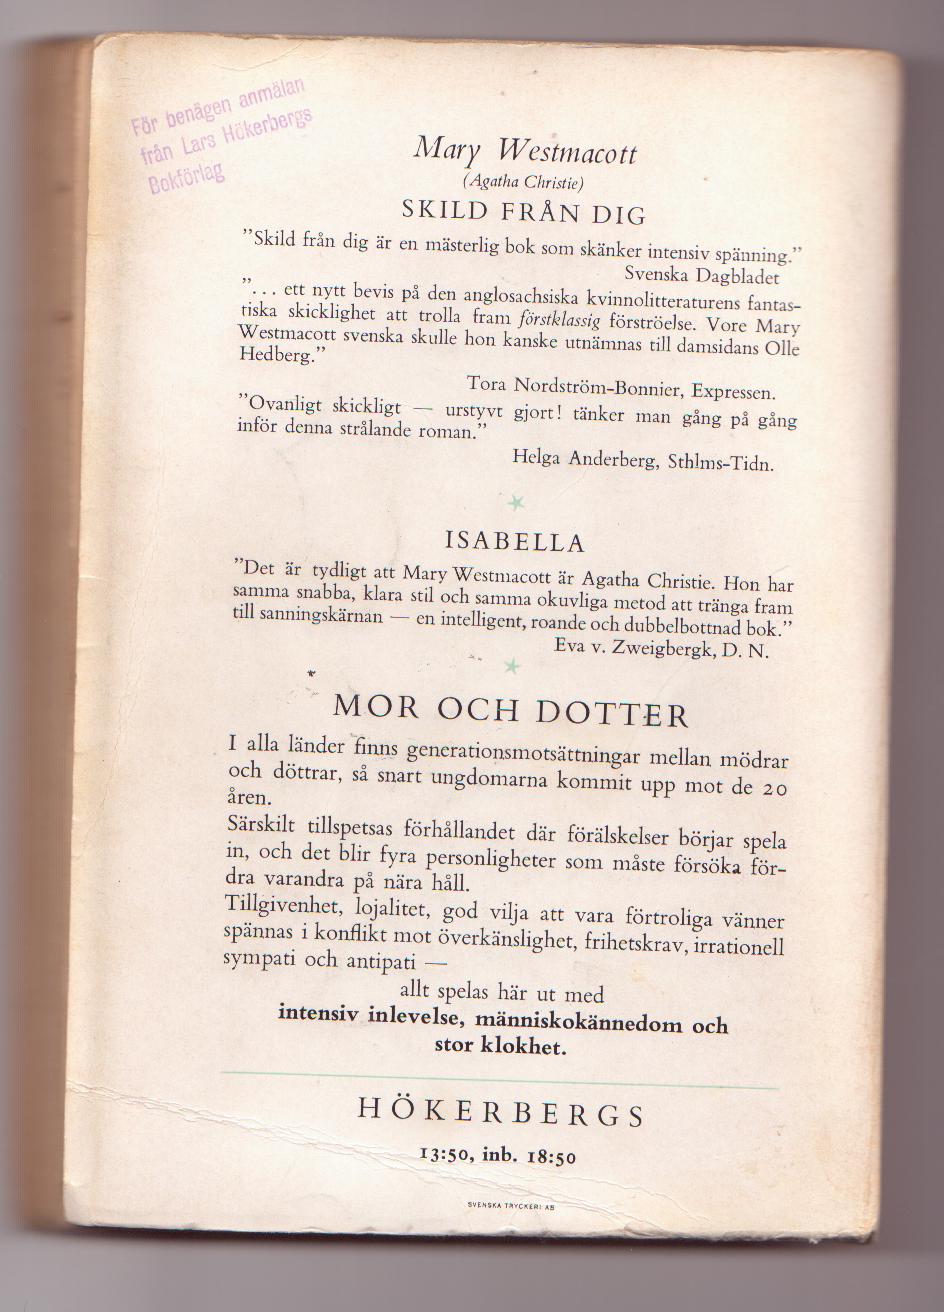 För benägen anmälan
från Lars Hökerbergs
Bokförlag
Mary Westmacott
(Agatha Christie)
SKILD FRÅN DIG
”Skild från dig är en mästerlig bok som skänker intensiv spänning.”
Svenska Dagbladet
”. . . ett nytt bevis på den anglosachsiska kvinnolitteraturens fantas-
tiska skicklighet att trolla fram förstklassig förströelse. Vore Mary
Westmacott svenska skulle hon kanske utnämnas till damsidans Olle
Hedberg.”
Tora Nordström-Bonnier, Expressen.
”Ovanligt skickligt — urstyvt gjort! tänker man gång på gång
inför denna strålande roman.”
Helga Anderberg, Sthlms-Tidn.
ISABELLA
”Det är tydligt att Mary Westmacott är Agatha Christie. Hon har
samma snabba, klara stil och samma okuvliga metod att tränga fram
till sanningskärnan — en intelligent, roande och dubbelbottnad bok.”
Eva v. Zweigbergk, D. N.
MOR OCH DOTTER
I alla länder finns generationsmotsättningar mellan mödrar
och döttrar, så snart ungdomarna kommit upp mot de 20
åren.
Särskilt tillspetsas förhållandet där förälskelser börjar spela
in, och det blir fyra personligheter som måste försöka för-
dra varandra på nära håll.
Tillgivenhet, lojalitet, god vilja att vara förtroliga vänner
spännas i konflikt mot överkänslighet, frihetskrav, irrationell
sympati och antipati —
allt spelas här ut med
intensiv inlevelse, människokännedom och
stor klokhet.
HÖKERBERGS
13:50, inb. 18:50
SVENSKA TRYCKERI AB